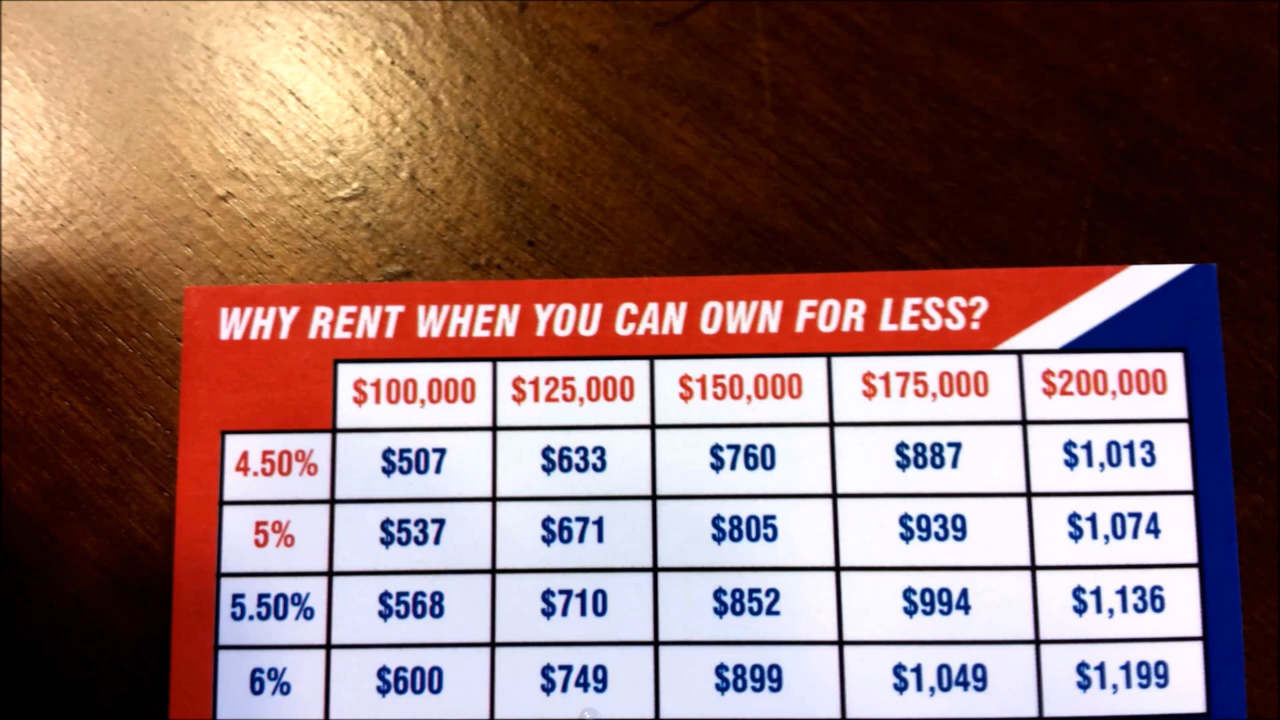 WHY RENT WHEN YOU CAN OWN FOR LESS?
$100,000 $125,000 $150,000 $175,000 $200,000
4.50% $507 $633 $760 $887 $1,013
5% $537 $671 $805 $939 $1,074
5.50% $568 $710 $852 $994 $1,136
6% $600 $749 $899 $1,049 $1,199